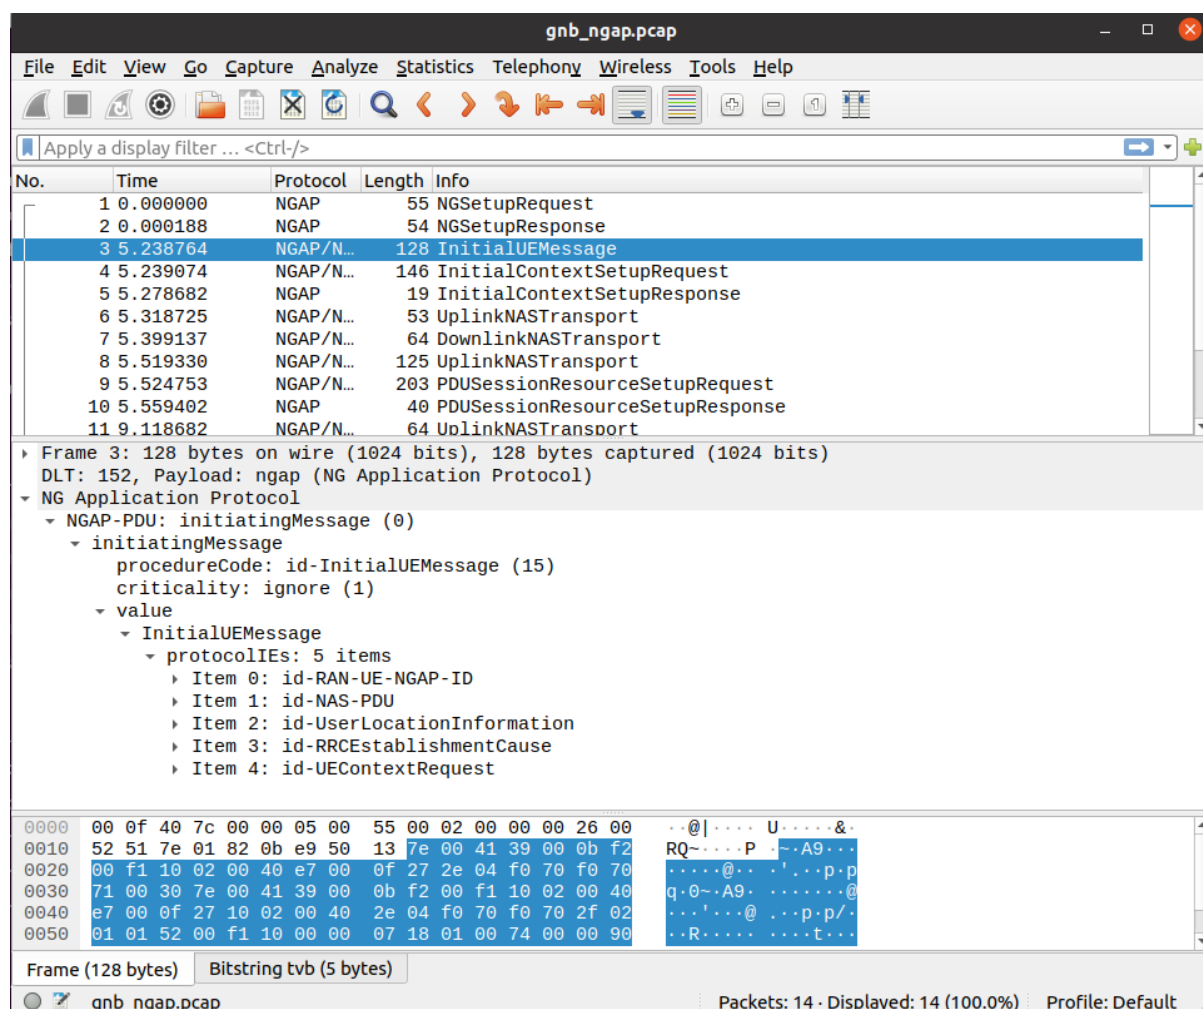 gnb_ngap.pcap
File Edit View Go Capture Analyze Statistics Telephony Wireless Tools Help
Apply a display filter … <Ctrl-/>
No. Time Protocol Length Info
1 0.000000 NGAP 55 NGSetupRequest
2 0.000188 NGAP 54 NGSetupResponse
3 5.238764 NGAP/N… 128 InitialUEMessage
4 5.239074 NGAP/N… 146 InitialContextSetupRequest
5 5.278682 NGAP 19 InitialContextSetupResponse
6 5.318725 NGAP/N… 53 UplinkNASTransport
7 5.399137 NGAP/N… 64 DownlinkNASTransport
8 5.519330 NGAP/N… 125 UplinkNASTransport
9 5.524753 NGAP/N… 203 PDUSessionResourceSetupRequest
10 5.559402 NGAP 40 PDUSessionResourceSetupResponse
11 9.118682 NGAP/N… 64 UplinkNASTransport
Frame 3: 128 bytes on wire (1024 bits), 128 bytes captured (1024 bits)
DLT: 152, Payload: ngap (NG Application Protocol)
NG Application Protocol
NGAP-PDU: initiatingMessage (0)
initiatingMessage
procedureCode: id-InitialUEMessage (15)
criticality: ignore (1)
value
InitialUEMessage
protocolIEs: 5 items
Item 0: id-RAN-UE-NGAP-ID
Item 1: id-NAS-PDU
Item 2: id-UserLocationInformation
Item 3: id-RRCEstablishmentCause
Item 4: id-UEContextRequest
0000 00 0f 40 7c 00 00 05 00 55 00 02 00 00 00 26 00 ··@|···· U·····&·
0010 52 51 7e 01 82 0b e9 50 13 7e 00 41 39 00 0b f2 RQ~····P ·~·A9···
0020 00 f1 10 02 00 40 e7 00 0f 27 2e 04 f0 70 f0 70 ·····@·· ·'.··p·p
0030 71 00 30 7e 00 41 39 00 0b f2 00 f1 10 02 00 40 q·0~·A9· ·······@
0040 e7 00 0f 27 10 02 00 40 2e 04 f0 70 f0 70 2f 02 ···'···@ .··p·p/·
0050 01 01 52 00 f1 10 00 00 07 18 01 00 74 00 00 90 ··R····· ····t···
Frame (128 bytes) Bitstring tvb (5 bytes)
gnb_ngap.pcap Packets: 14 · Displayed: 14 (100.0%) Profile: Default